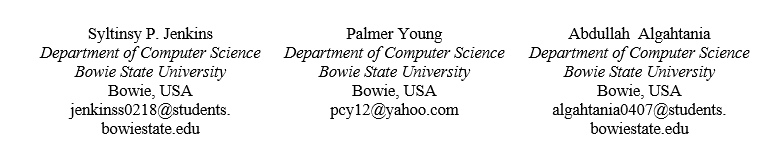 Syltinsy P. Jenkins
Department of Computer Science
Bowie State University
Bowie, USA
jenkinss0218@students.
bowiestate.edu
Palmer Young
Department of Computer Science
Bowie State University
Bowie, USA
pcy12@yahoo.com
Abdullah Algahtania
Department of Computer Science
Bowie State University
Bowie, USA
algahtania0407@students.
bowiestate.edu